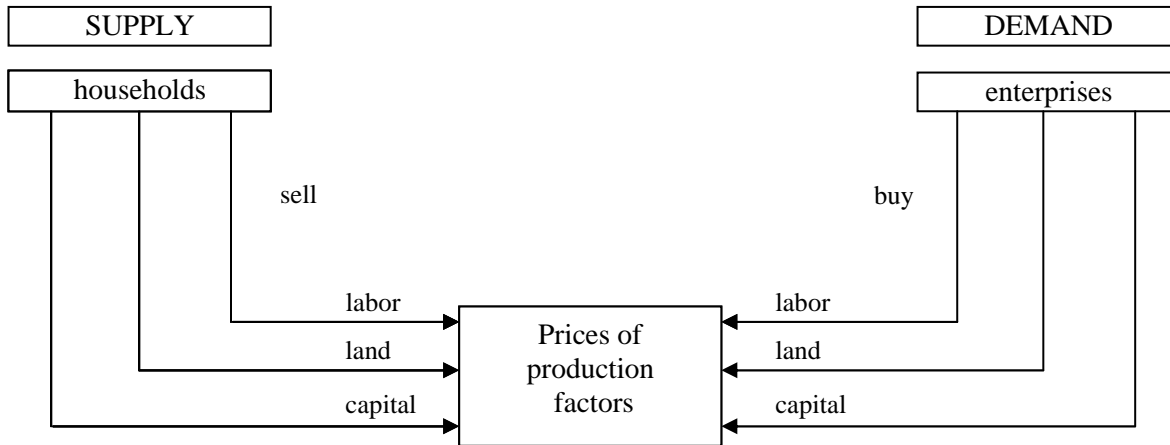 SUPPLY
DEMAND
households
enterprises
sell
buy
labor
labor
Prices of
land
land
production
factors
capital
capital